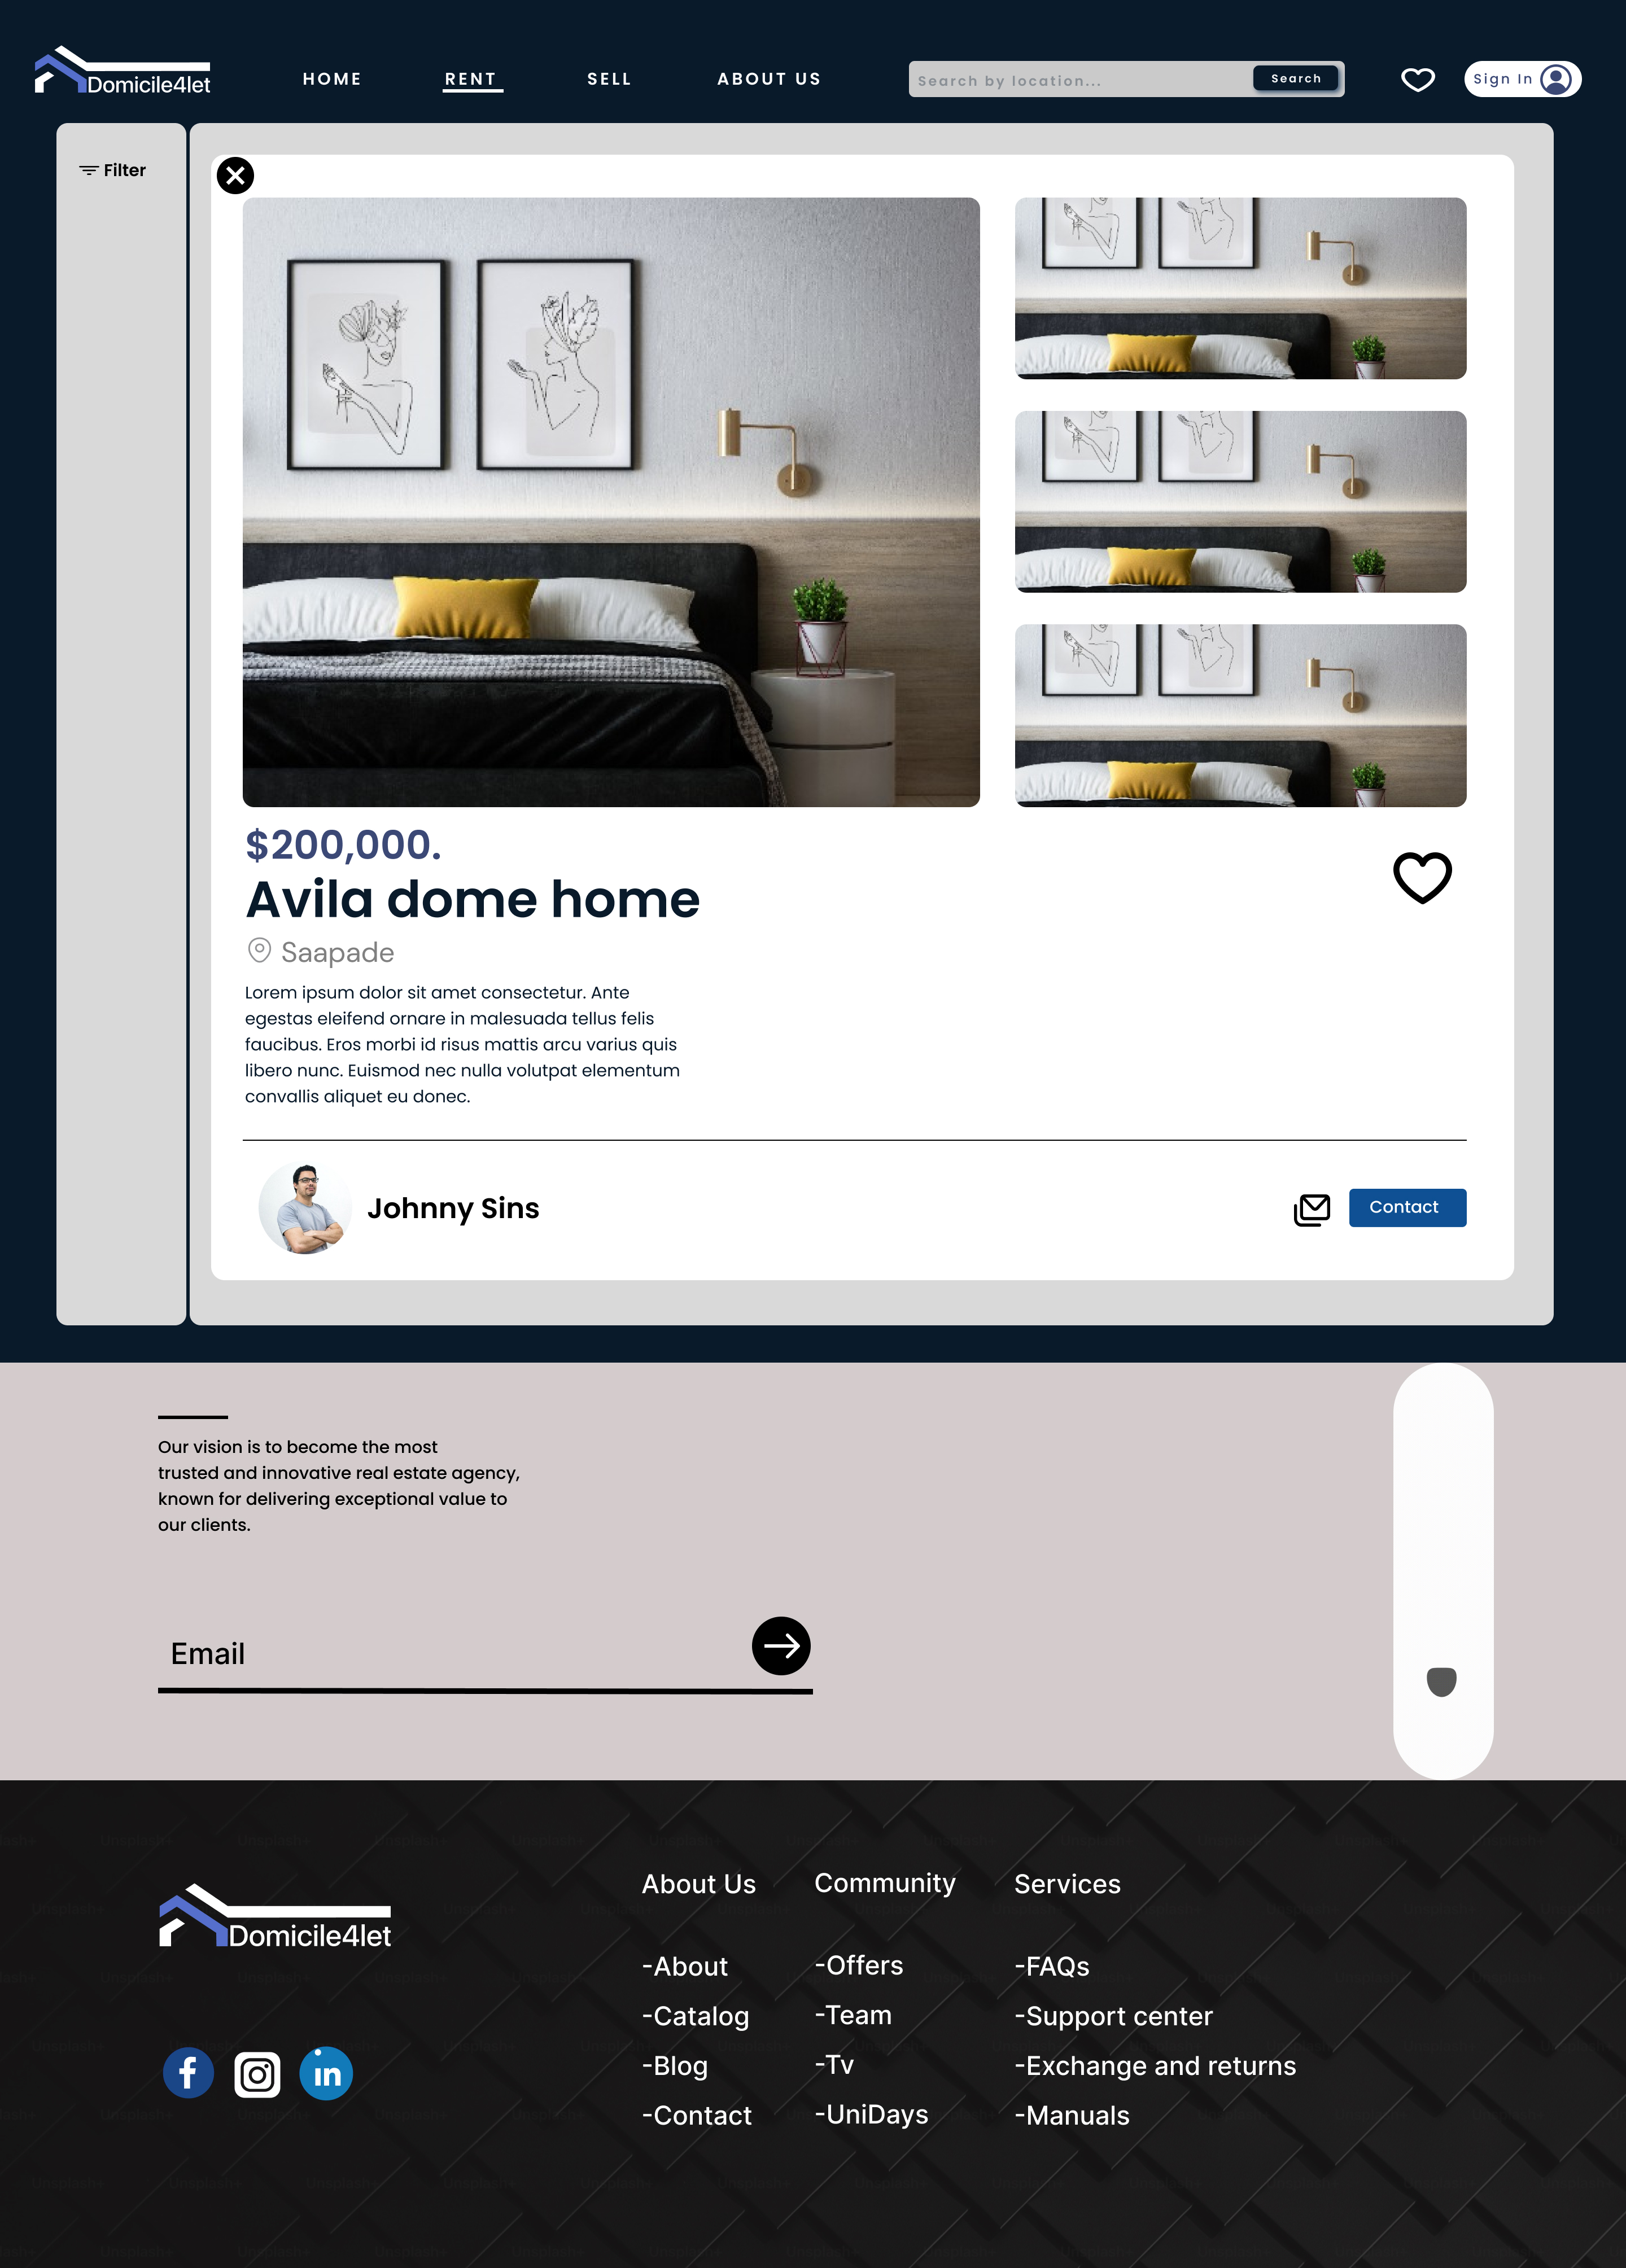 Domicile4let
HOME
RENT
SELL
ABOUT US
Search by location...
Search
Sign In
Filter
$200,000.
Avila dome home
Saapade
Lorem ipsum dolor sit amet consectetur. Ante
egestas eleifend ornare in malesuada tellus felis
faucibus. Eros morbi id risus mattis arcu varius quis
libero nunc. Euismod nec nulla volutpat elementum
convallis aliquet eu donec.
Johnny Sins
Contact
Our vision is to become the most
trusted and innovative real estate agency,
known for delivering exceptional value to
our clients.
Email
Domicile4let
About Us
-About
-Catalog
-Blog
-Contact
Community
-Offers
-Team
-Tv
-UniDays
Services
-FAQs
-Support center
-Exchange and returns
-Manuals
f
in